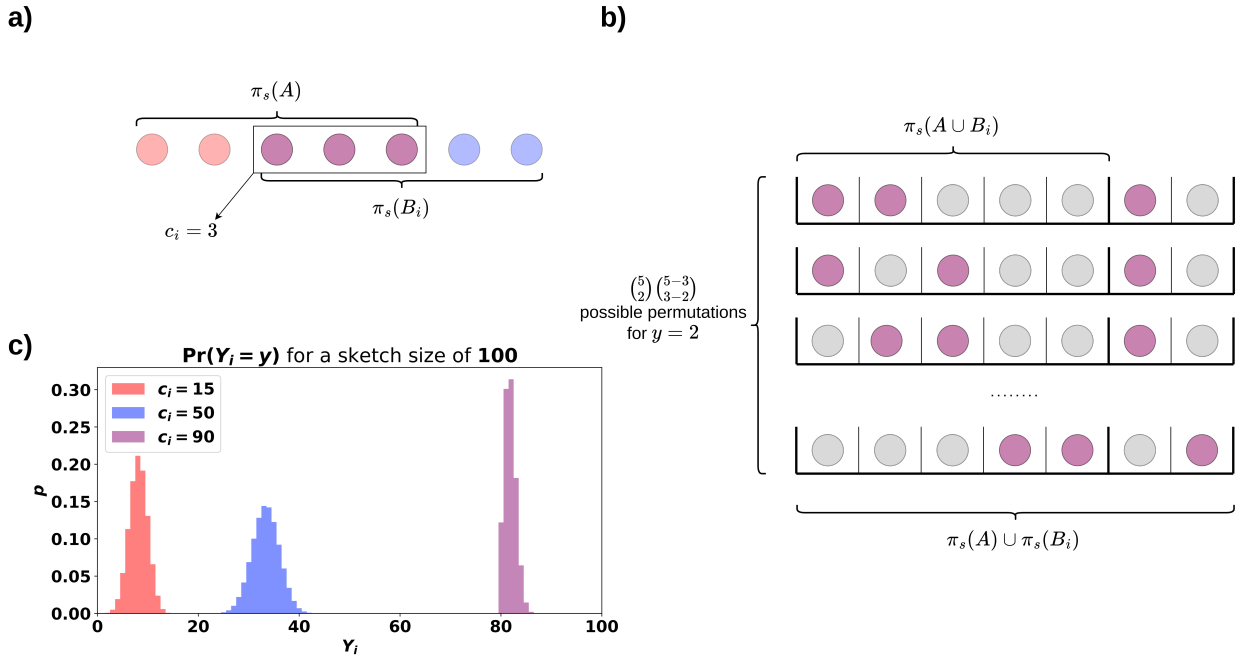 a)
π_s(A)
π_s(B_i)
c_i = 3
b)
π_s(A ∪ B_i)
(5 2)(5−3 3−2)
possible permutations
for y = 2
........
π_s(A) ∪ π_s(B_i)
c)
Pr(Y_i = y) for a sketch size of 100
c_i = 15
c_i = 50
c_i = 90
p
0.30
0.25
0.20
0.15
0.10
0.05
0.00
0 20 40 60 80 100
Y_i